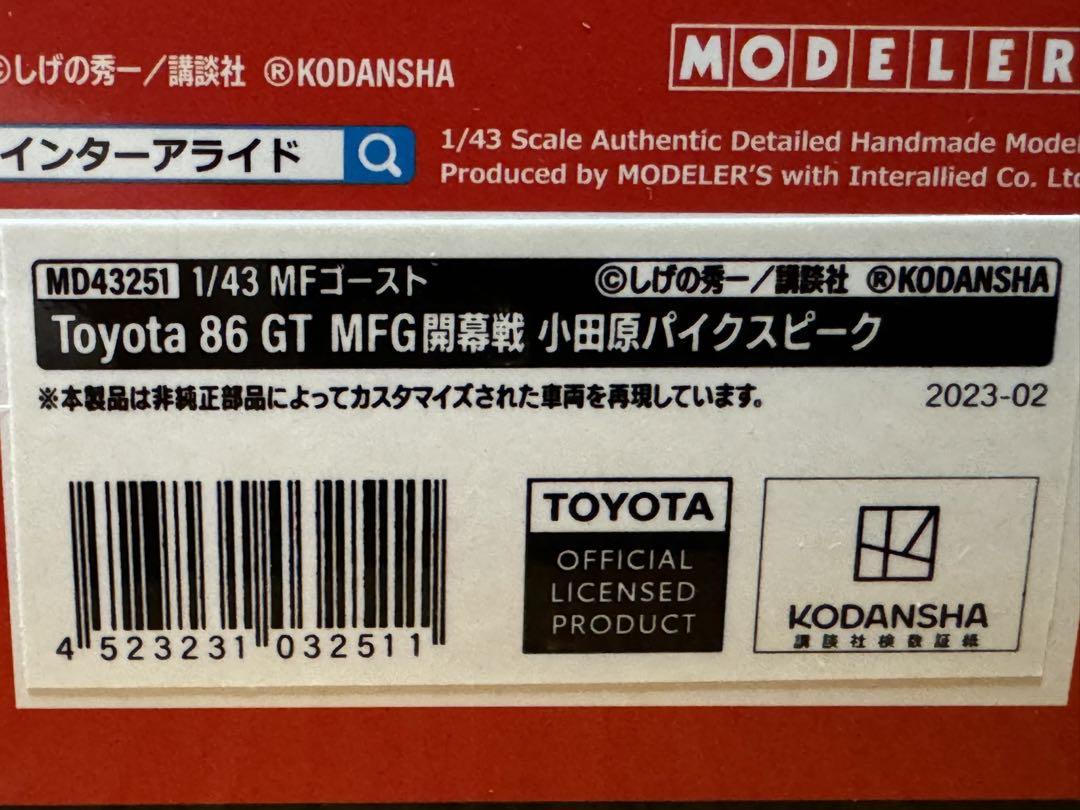 ©しげの秀一／講談社 ®KODANSHA
MODELER
インターアライド
1/43 Scale Authentic Detailed Handmade Model
Produced by MODELER'S with Interallied Co. Ltd
MD43251 1/43 MFゴースト ©しげの秀一／講談社 ®KODANSHA
Toyota 86 GT MFG開幕戦 小田原パイクスピーク
※本製品は非純正部品によってカスタマイズされた車両を再現しています。 2023-02
TOYOTA
OFFICIAL
LICENSED
PRODUCT
KODANSHA
講談社検数証紙
4 523231 032511